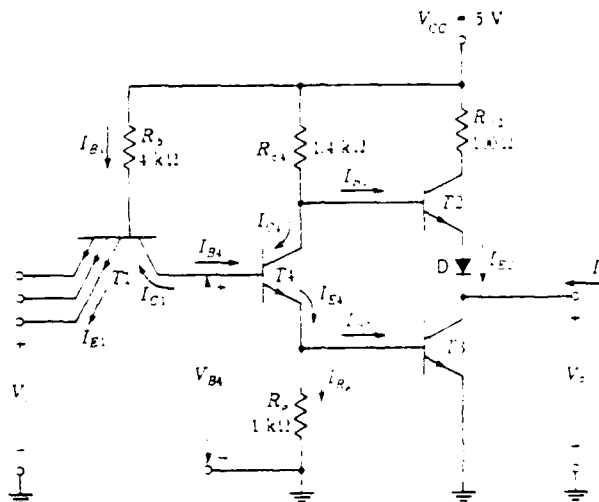 V_CC = 5 V
I_B1
R_b
4 kΩ
R_c4
1.4 kΩ
R_c2
100 Ω
T2
I_C4
I_B4
T4
T1
I_C1
I_E1
I_E4
D
I_E2
I
T3
V_B4
I_Re
R_e
1 kΩ
+
−
+
−
+
−